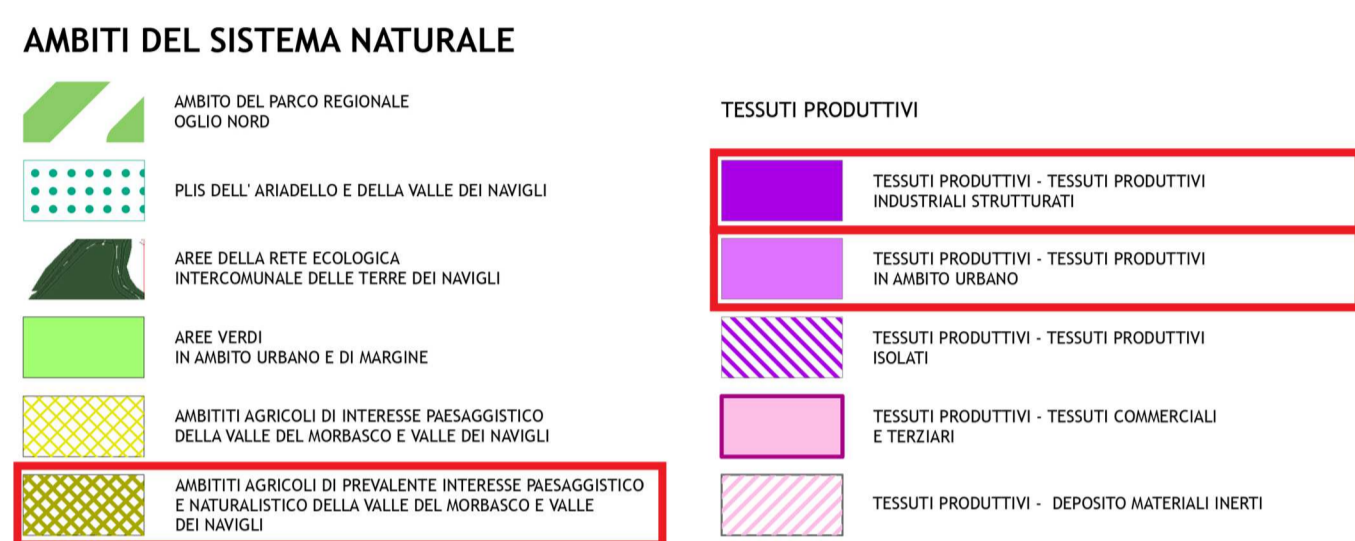 AMBITI DEL SISTEMA NATURALE
AMBITO DEL PARCO REGIONALE
OGLIO NORD
PLIS DELL' ARIADELLO E DELLA VALLE DEI NAVIGLI
AREE DELLA RETE ECOLOGICA
INTERCOMUNALE DELLE TERRE DEI NAVIGLI
AREE VERDI
IN AMBITO URBANO E DI MARGINE
AMBITITI AGRICOLI DI INTERESSE PAESAGGISTICO
DELLA VALLE DEL MORBASCO E VALLE DEI NAVIGLI
AMBITITI AGRICOLI DI PREVALENTE INTERESSE PAESAGGISTICO
E NATURALISTICO DELLA VALLE DEL MORBASCO E VALLE
DEI NAVIGLI
TESSUTI PRODUTTIVI
TESSUTI PRODUTTIVI - TESSUTI PRODUTTIVI
INDUSTRIALI STRUTTURATI
TESSUTI PRODUTTIVI - TESSUTI PRODUTTIVI
IN AMBITO URBANO
TESSUTI PRODUTTIVI - TESSUTI PRODUTTIVI
ISOLATI
TESSUTI PRODUTTIVI - TESSUTI COMMERCIALI
E TERZIARI
TESSUTI PRODUTTIVI - DEPOSITO MATERIALI INERTI